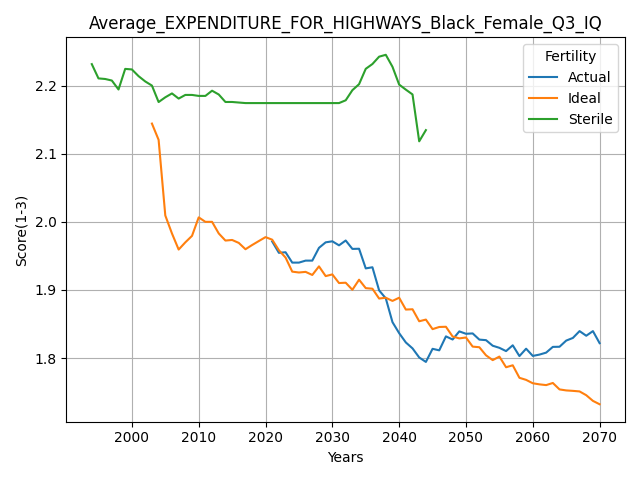 Average_EXPENDITURE_FOR_HIGHWAYS_Black_Female_Q3_IQ
Fertility
Actual
Ideal
Sterile
Score(1-3)
2.2
2.1
2.0
1.9
1.8
2000 2010 2020 2030 2040 2050 2060 2070
Years